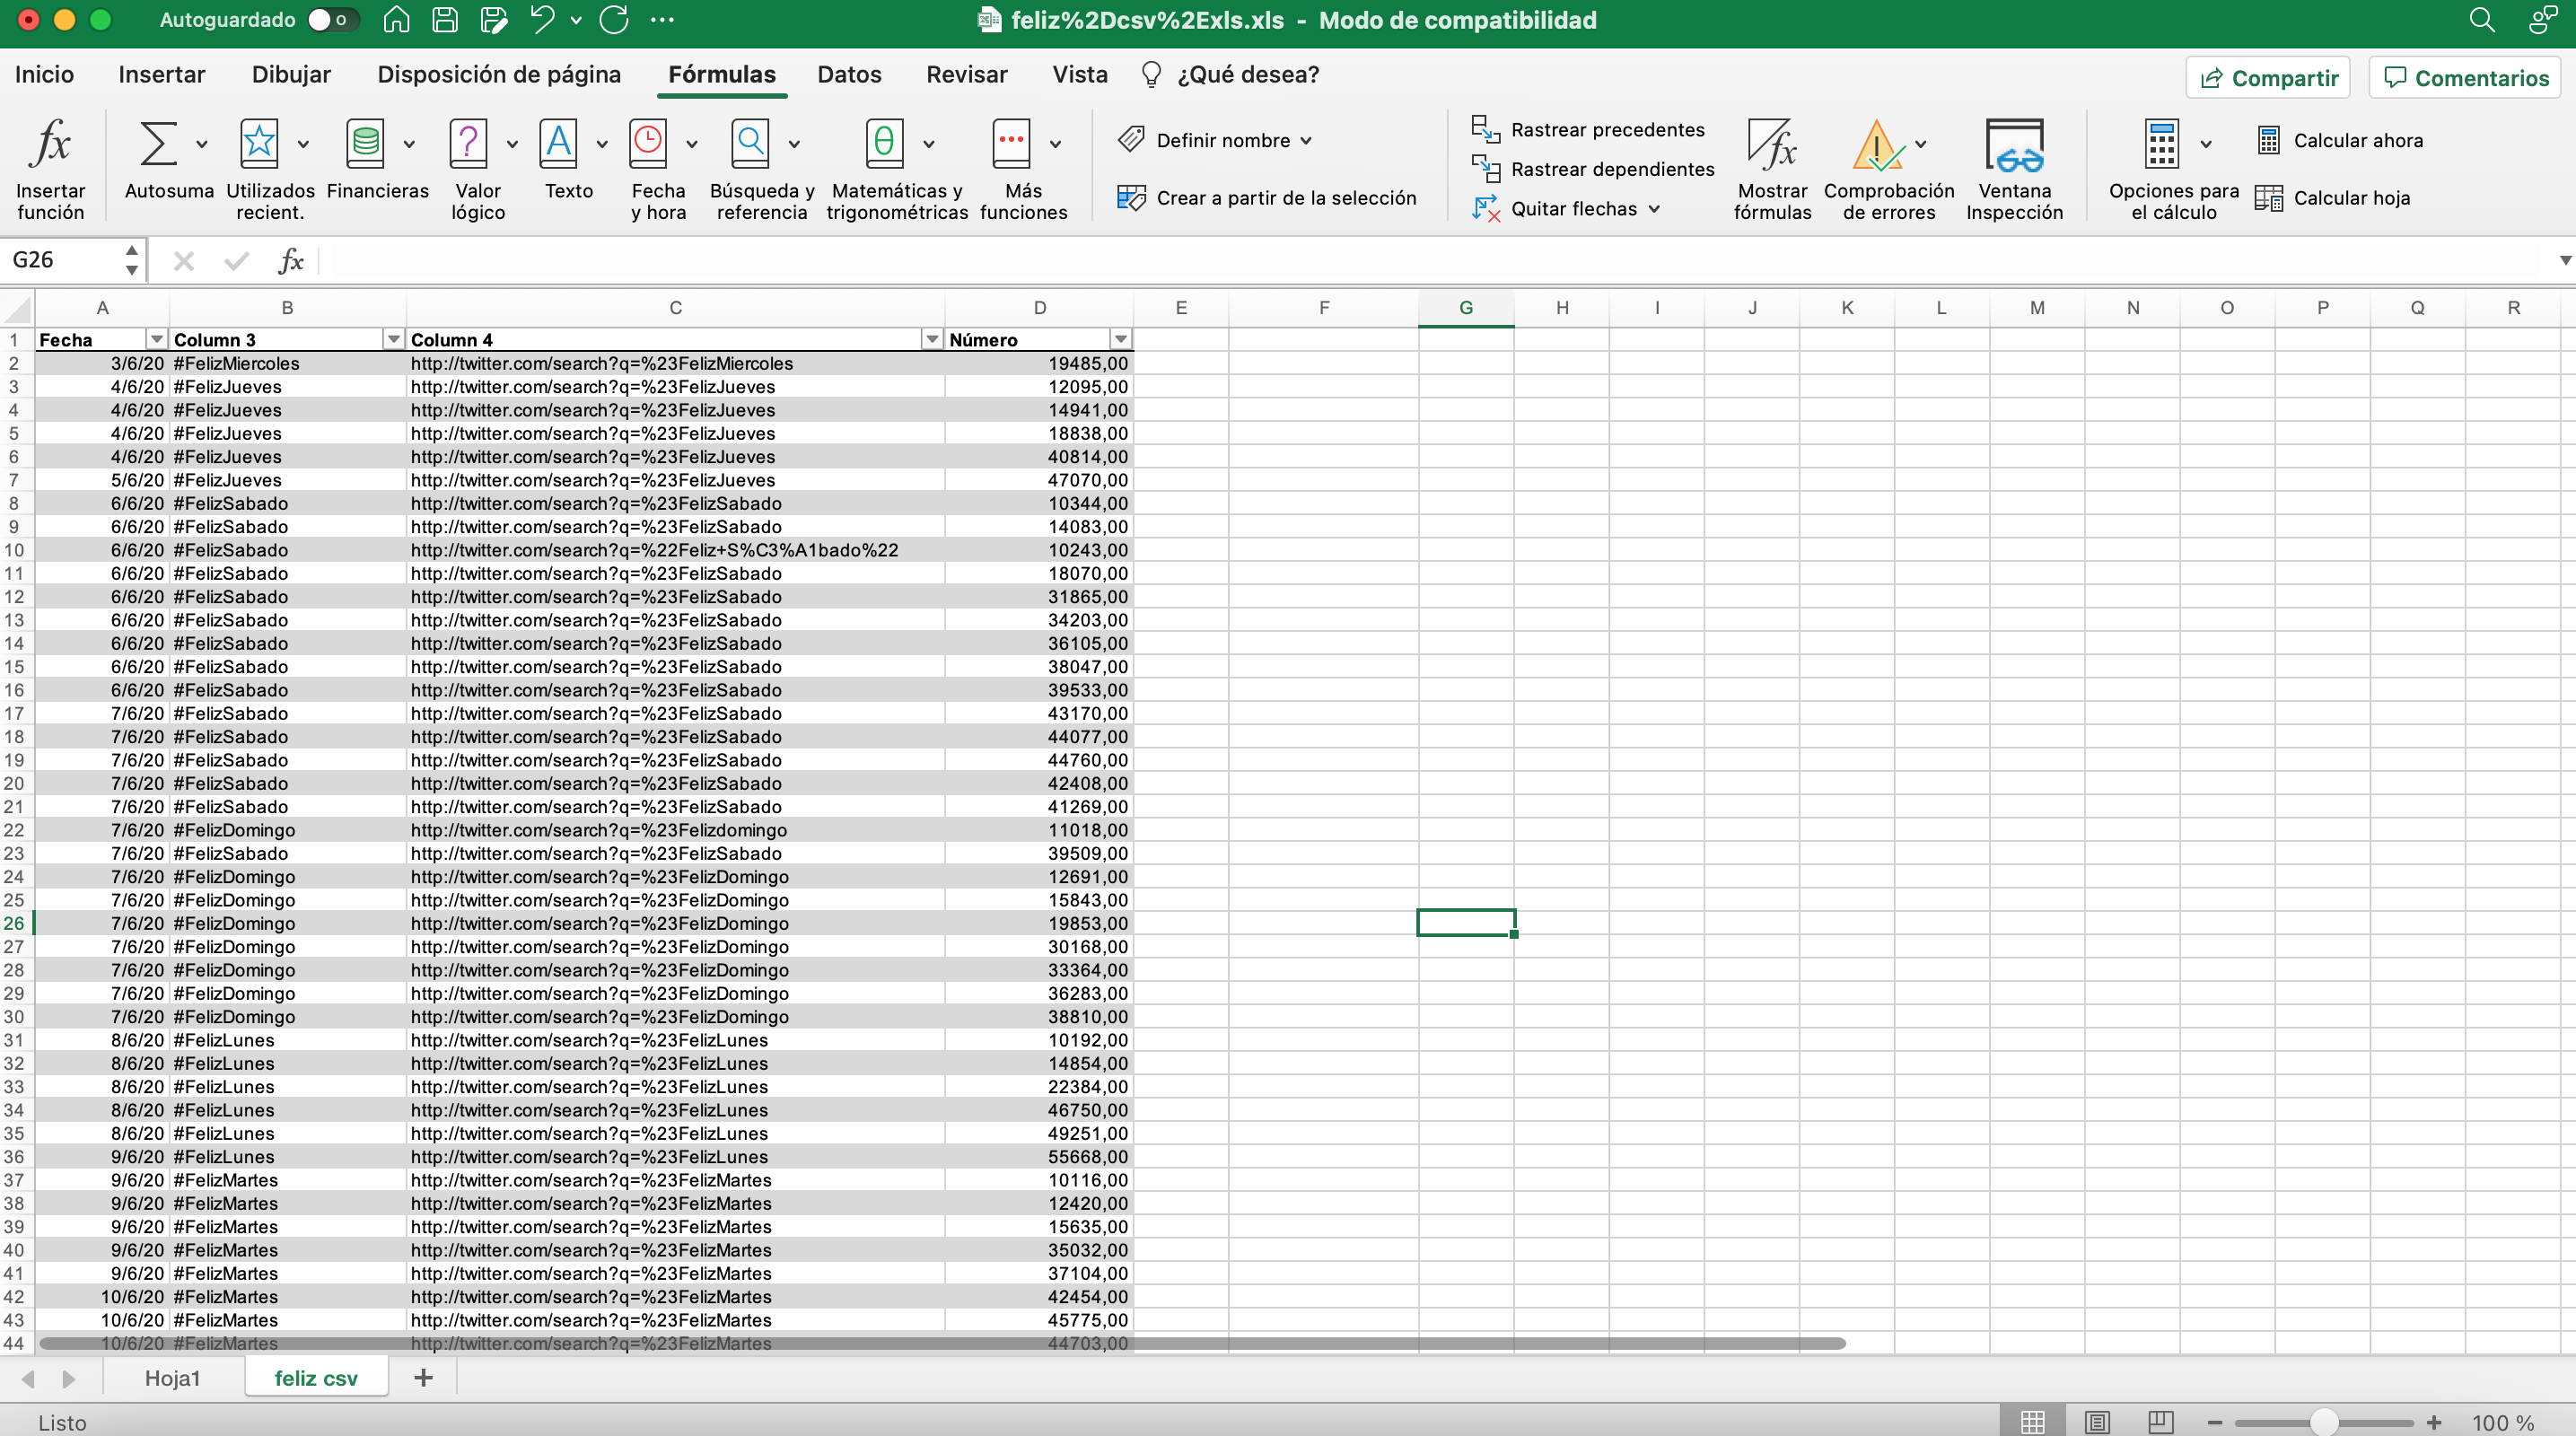 Autoguardado feliz%2Dcsv%2Exls.xls - Modo de compatibilidad
Inicio Insertar Dibujar Disposición de página Fórmulas Datos Revisar Vista ¿Qué desea? Compartir Comentarios
Insertar función Autosuma Utilizados recient. Financieras Valor lógico Texto Fecha y hora Búsqueda y referencia Matemáticas y trigonométricas Más funciones
Definir nombre
Crear a partir de la selección
Rastrear precedentes
Rastrear dependientes
Quitar flechas
Mostrar fórmulas Comprobación de errores Ventana Inspección Opciones para el cálculo
Calcular ahora
Calcular hoja
G26 fx
A B C D E F G H I J K L M N O P Q R
1 Fecha Column 3 Column 4 Número
2 3/6/20 #FelizMiercoles http://twitter.com/search?q=%23FelizMiercoles 19485,00
3 4/6/20 #FelizJueves http://twitter.com/search?q=%23FelizJueves 12095,00
4 4/6/20 #FelizJueves http://twitter.com/search?q=%23FelizJueves 14941,00
5 4/6/20 #FelizJueves http://twitter.com/search?q=%23FelizJueves 18838,00
6 4/6/20 #FelizJueves http://twitter.com/search?q=%23FelizJueves 40814,00
7 5/6/20 #FelizJueves http://twitter.com/search?q=%23FelizJueves 47070,00
8 6/6/20 #FelizSabado http://twitter.com/search?q=%23FelizSabado 10344,00
9 6/6/20 #FelizSabado http://twitter.com/search?q=%23FelizSabado 14083,00
10 6/6/20 #FelizSabado http://twitter.com/search?q=%22Feliz+S%C3%A1bado%22 10243,00
11 6/6/20 #FelizSabado http://twitter.com/search?q=%23FelizSabado 18070,00
12 6/6/20 #FelizSabado http://twitter.com/search?q=%23FelizSabado 31865,00
13 6/6/20 #FelizSabado http://twitter.com/search?q=%23FelizSabado 34203,00
14 6/6/20 #FelizSabado http://twitter.com/search?q=%23FelizSabado 36105,00
15 6/6/20 #FelizSabado http://twitter.com/search?q=%23FelizSabado 38047,00
16 6/6/20 #FelizSabado http://twitter.com/search?q=%23FelizSabado 39533,00
17 7/6/20 #FelizSabado http://twitter.com/search?q=%23FelizSabado 43170,00
18 7/6/20 #FelizSabado http://twitter.com/search?q=%23FelizSabado 44077,00
19 7/6/20 #FelizSabado http://twitter.com/search?q=%23FelizSabado 44760,00
20 7/6/20 #FelizSabado http://twitter.com/search?q=%23FelizSabado 42408,00
21 7/6/20 #FelizSabado http://twitter.com/search?q=%23FelizSabado 41269,00
22 7/6/20 #FelizDomingo http://twitter.com/search?q=%23Felizdomingo 11018,00
23 7/6/20 #FelizSabado http://twitter.com/search?q=%23FelizSabado 39509,00
24 7/6/20 #FelizDomingo http://twitter.com/search?q=%23FelizDomingo 12691,00
25 7/6/20 #FelizDomingo http://twitter.com/search?q=%23FelizDomingo 15843,00
26 7/6/20 #FelizDomingo http://twitter.com/search?q=%23FelizDomingo 19853,00
27 7/6/20 #FelizDomingo http://twitter.com/search?q=%23FelizDomingo 30168,00
28 7/6/20 #FelizDomingo http://twitter.com/search?q=%23FelizDomingo 33364,00
29 7/6/20 #FelizDomingo http://twitter.com/search?q=%23FelizDomingo 36283,00
30 7/6/20 #FelizDomingo http://twitter.com/search?q=%23FelizDomingo 38810,00
31 8/6/20 #FelizLunes http://twitter.com/search?q=%23FelizLunes 10192,00
32 8/6/20 #FelizLunes http://twitter.com/search?q=%23FelizLunes 14854,00
33 8/6/20 #FelizLunes http://twitter.com/search?q=%23FelizLunes 22384,00
34 8/6/20 #FelizLunes http://twitter.com/search?q=%23FelizLunes 46750,00
35 8/6/20 #FelizLunes http://twitter.com/search?q=%23FelizLunes 49251,00
36 9/6/20 #FelizLunes http://twitter.com/search?q=%23FelizLunes 55668,00
37 9/6/20 #FelizMartes http://twitter.com/search?q=%23FelizMartes 10116,00
38 9/6/20 #FelizMartes http://twitter.com/search?q=%23FelizMartes 12420,00
39 9/6/20 #FelizMartes http://twitter.com/search?q=%23FelizMartes 15635,00
40 9/6/20 #FelizMartes http://twitter.com/search?q=%23FelizMartes 35032,00
41 9/6/20 #FelizMartes http://twitter.com/search?q=%23FelizMartes 37104,00
42 10/6/20 #FelizMartes http://twitter.com/search?q=%23FelizMartes 42454,00
43 10/6/20 #FelizMartes http://twitter.com/search?q=%23FelizMartes 45775,00
44 10/6/20 #FelizMartes http://twitter.com/search?q=%23FelizMartes 44703,00
Hoja1 feliz csv +
Listo 100 %